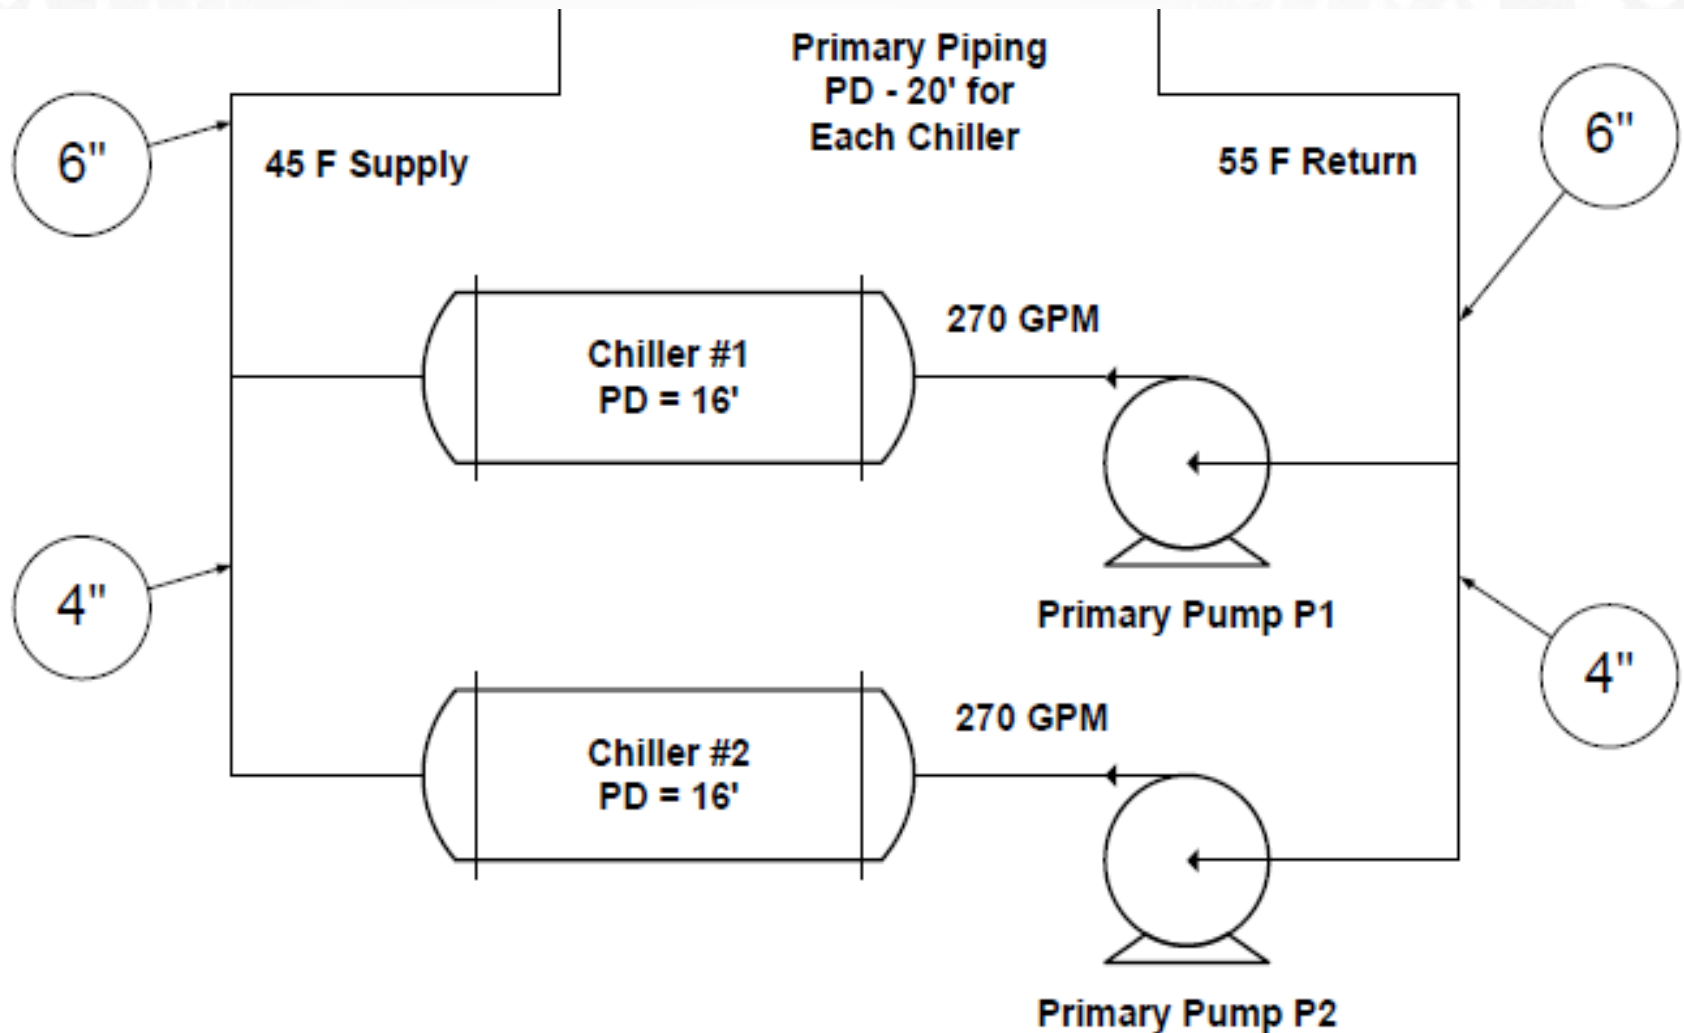 Primary Piping
PD - 20' for
Each Chiller
6"
6"
45 F Supply
55 F Return
270 GPM
Chiller #1
PD = 16'
4"
Primary Pump P1
4"
270 GPM
Chiller #2
PD = 16'
Primary Pump P2